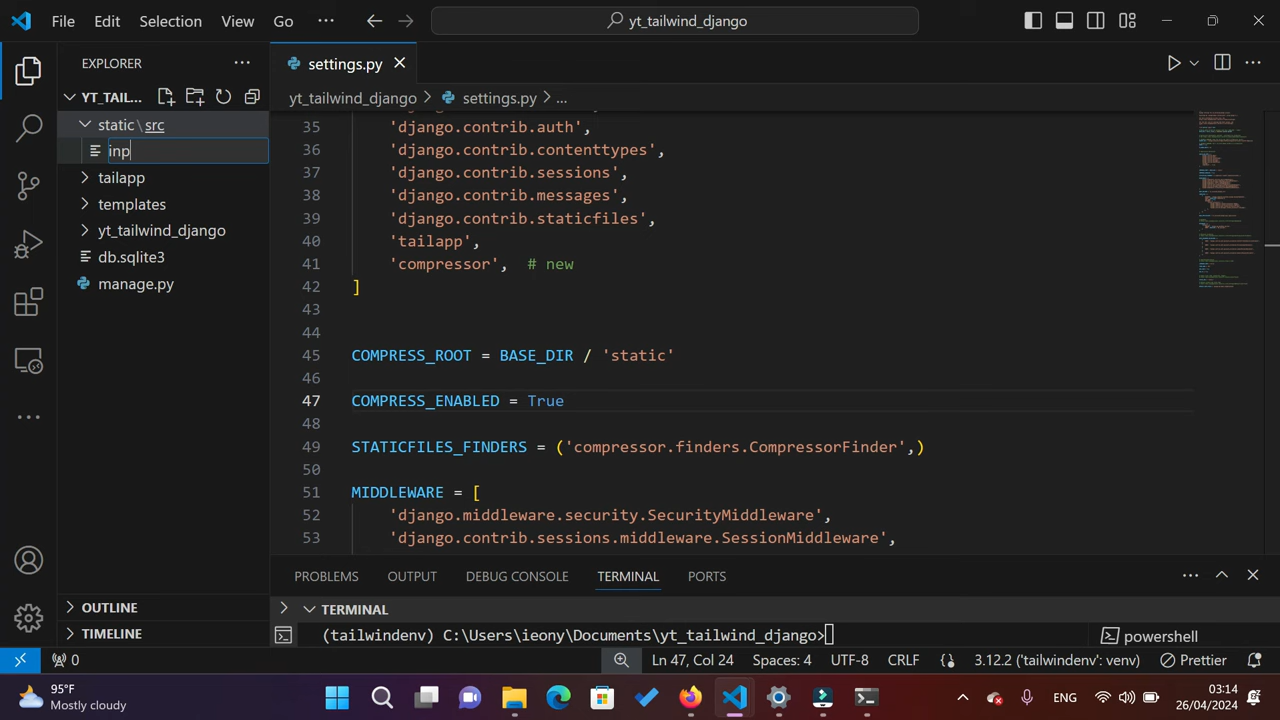 File Edit Selection View Go ··· yt_tailwind_django
EXPLORER
settings.py
YT_TAIL...
yt_tailwind_django > settings.py > ...
static \ src
inp
tailapp
templates
yt_tailwind_django
db.sqlite3
manage.py
35 'django.contrib.auth',
36 'django.contrib.contenttypes',
37 'django.contrib.sessions',
38 'django.contrib.messages',
39 'django.contrib.staticfiles',
40 'tailapp',
41 'compressor', # new
42 ]
43
44
45 COMPRESS_ROOT = BASE_DIR / 'static'
46
47 COMPRESS_ENABLED = True
48
49 STATICFILES_FINDERS = ('compressor.finders.CompressorFinder',)
50
51 MIDDLEWARE = [
52 'django.middleware.security.SecurityMiddleware',
53 'django.contrib.sessions.middleware.SessionMiddleware',
PROBLEMS OUTPUT DEBUG CONSOLE TERMINAL PORTS
OUTLINE
TIMELINE
TERMINAL
(tailwindenv) C:\Users\ieony\Documents\yt_tailwind_django>
powershell
0 Ln 47, Col 24 Spaces: 4 UTF-8 CRLF 3.12.2 ('tailwindenv': venv) Prettier
95°F
Mostly cloudy
ENG
03:14
26/04/2024